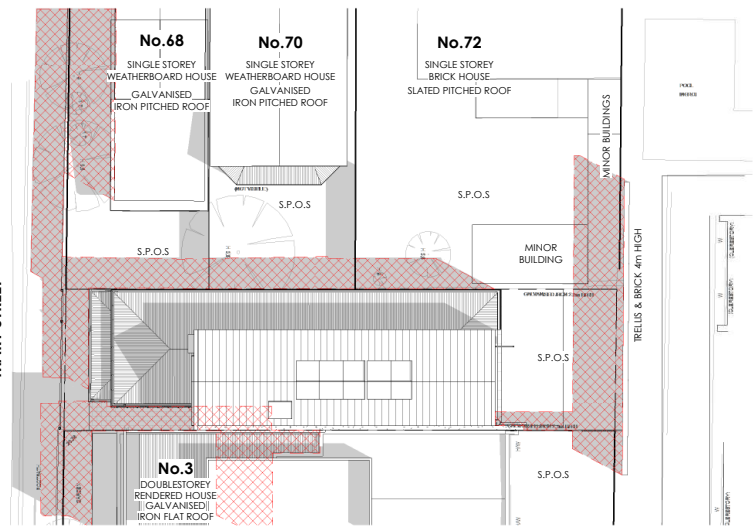 No.68
SINGLE STOREY
WEATHERBOARD HOUSE
GALVANISED
IRON PITCHED ROOF
No.70
SINGLE STOREY
WEATHERBOARD HOUSE
GALVANISED
IRON PITCHED ROOF
No.72
SINGLE STOREY
BRICK HOUSE
SLATED PITCHED ROOF
MINOR BUILDINGS
S.P.O.S
S.P.O.S
S.P.O.S
MINOR
BUILDING
TRELLIS & BRICK 4m HIGH
S.P.O.S
No.3
DOUBLESTOREY
RENDERED HOUSE
GALVANISED
IRON FLAT ROOF
S.P.O.S
H/W
H/W
W
W
W
W